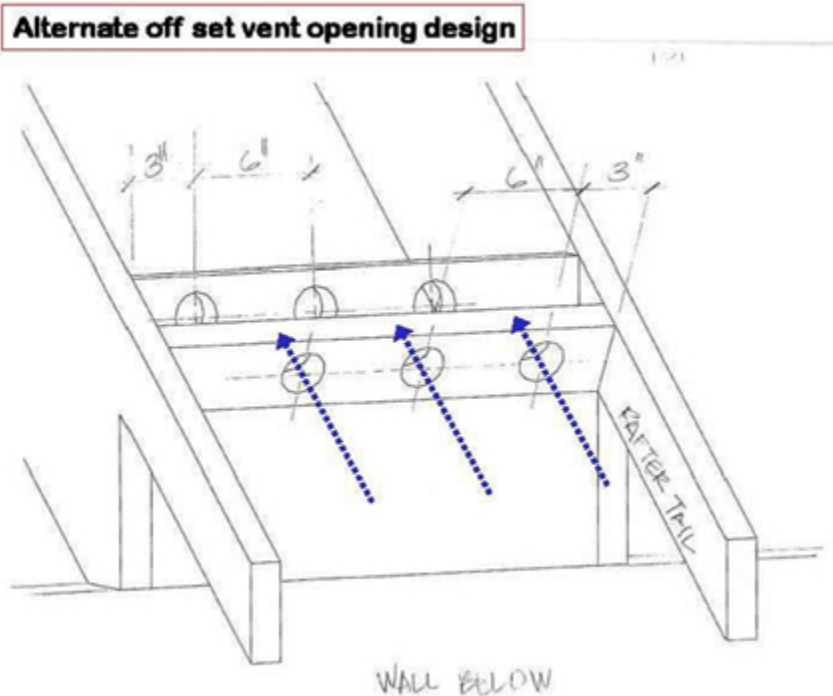 Alternate off set vent opening design
3" 6" 6" 3"
RAFTER TAIL
WALL BELOW